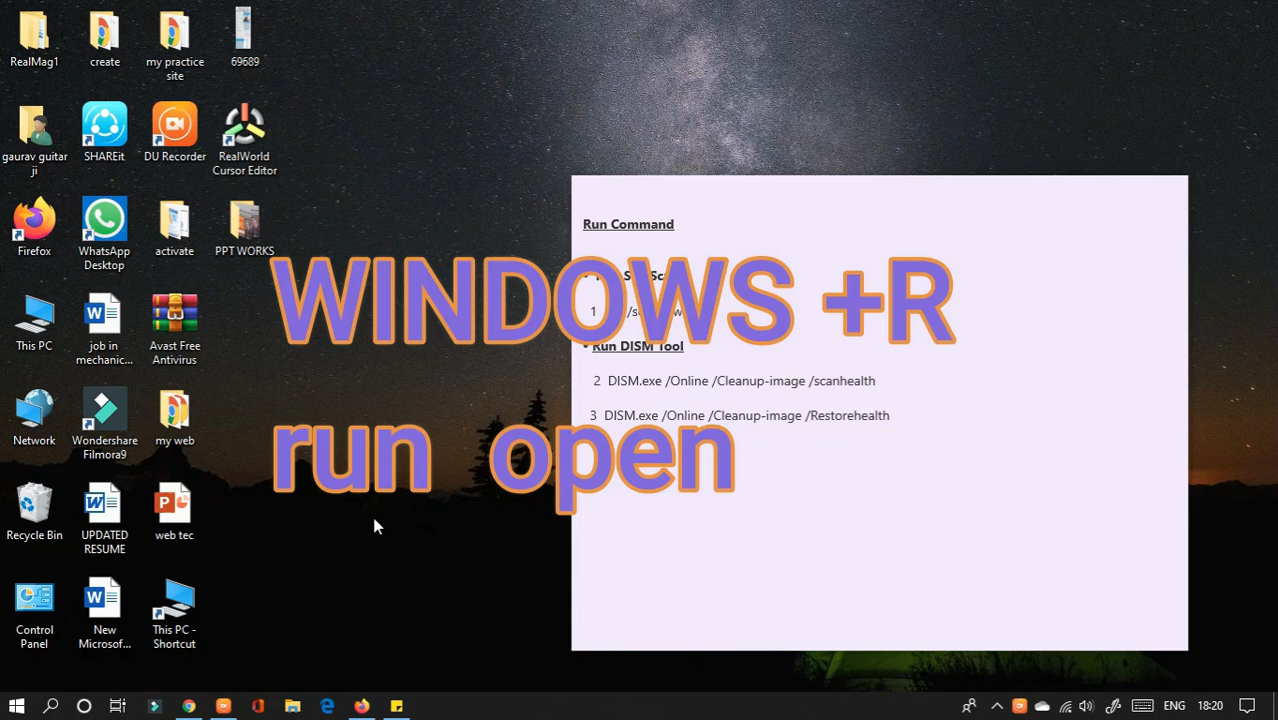 RealMag1
create
my practice
site
69689
gaurav guitar
ji
SHAREit
DU Recorder
RealWorld
Cursor Editor
Firefox
WhatsApp
Desktop
activate
PPT WORKS
This PC
job in
mechanic...
Avast Free
Antivirus
Network
Wondershare
Filmora9
my web
Recycle Bin
UPDATED
RESUME
web tec
Control
Panel
New
Microsof...
This PC -
Shortcut
Run Command
WINDOWS +R
1
• Run DISM Tool
2 DISM.exe /Online /Cleanup-image /scanhealth
3 DISM.exe /Online /Cleanup-image /Restorehealth
run open
ENG
18:20